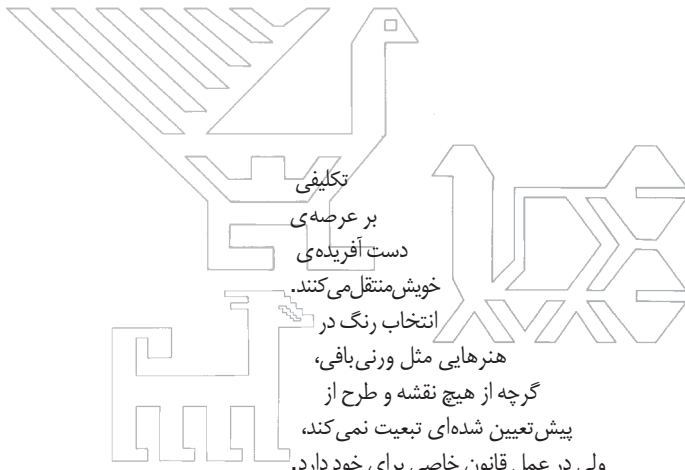 تکلیفی
بر عرصه‌ی
دست آفریده‌ی
خویش‌منتقل‌می‌کنند.
انتخاب رنگ در
هنرهایی مثل ورنی‌بافی،
گرچه از هیچ نقشه و طرح از
پیش‌تعیین شده‌ای تبعیت نمی‌کند،
ولی در عمل قانون خاصی برای خود دارد.